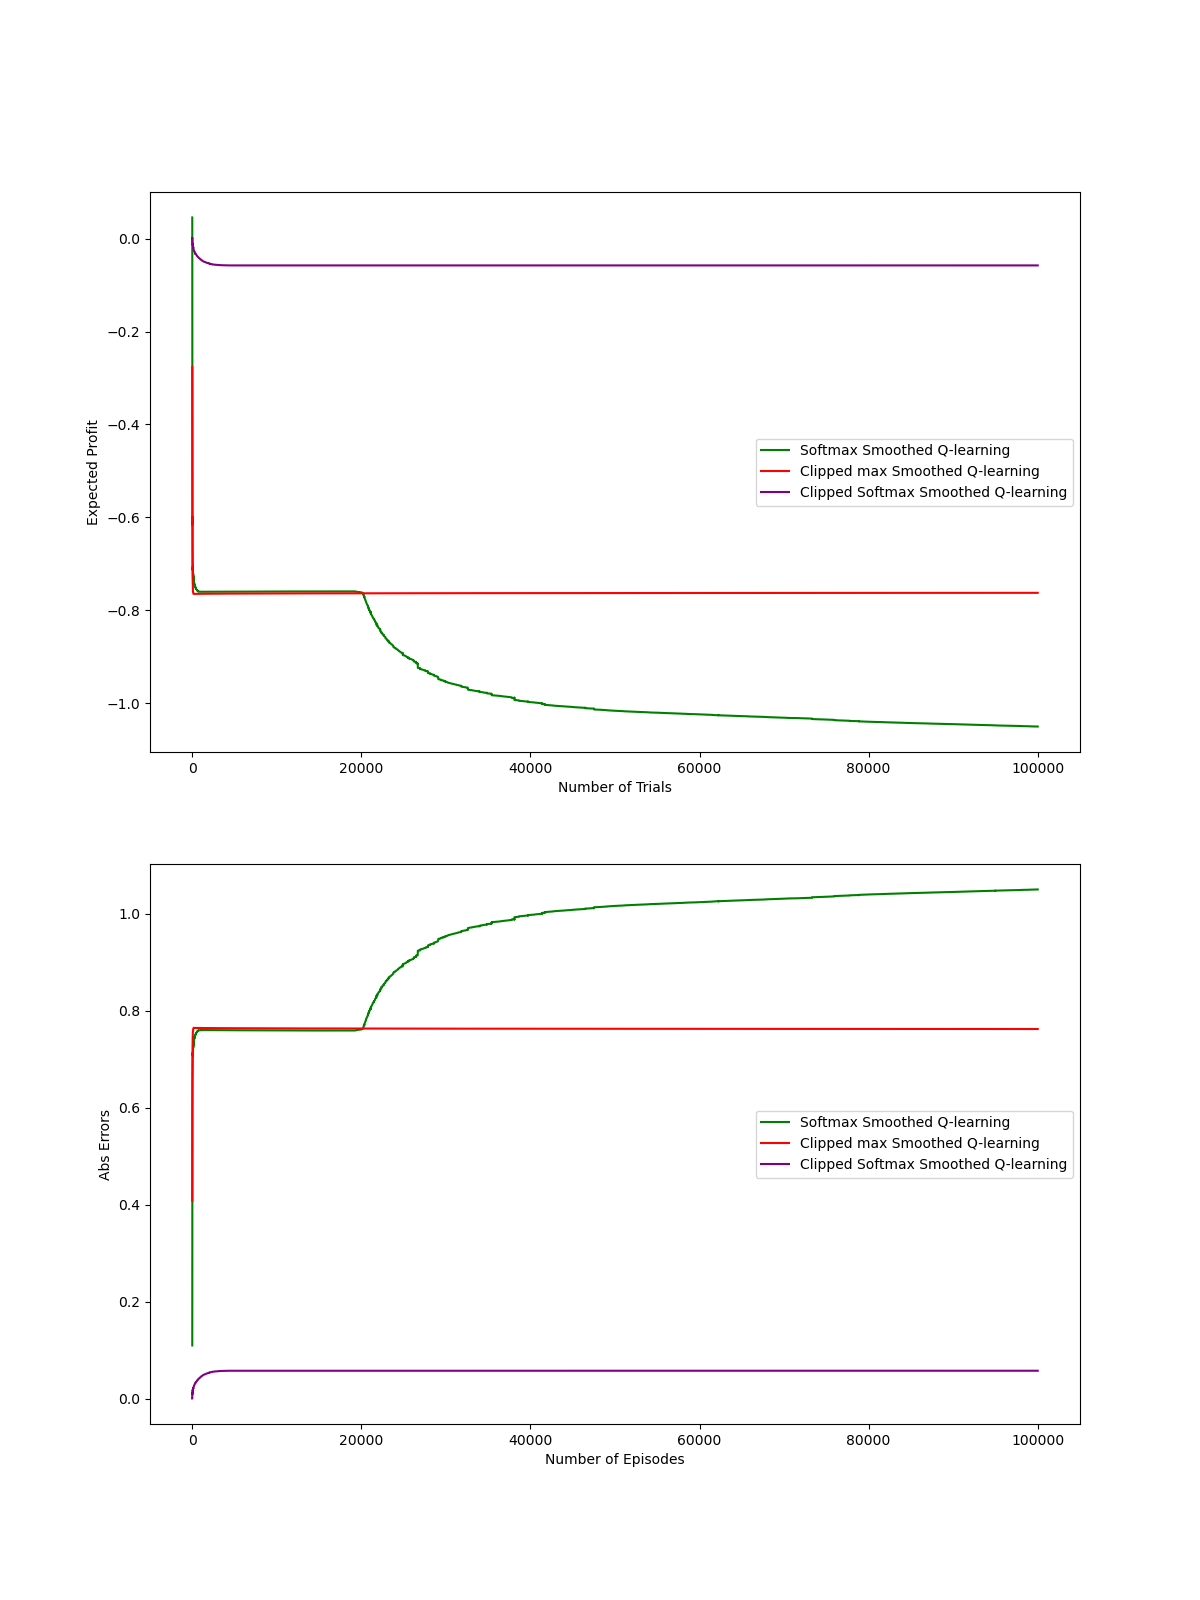 0.0
−0.2
−0.4
−0.6
−0.8
−1.0
Expected Profit
Softmax Smoothed Q-learning
Clipped max Smoothed Q-learning
Clipped Softmax Smoothed Q-learning
0 20000 40000 60000 80000 100000
Number of Trials
1.0
0.8
0.6
0.4
0.2
0.0
Abs Errors
Softmax Smoothed Q-learning
Clipped max Smoothed Q-learning
Clipped Softmax Smoothed Q-learning
0 20000 40000 60000 80000 100000
Number of Episodes